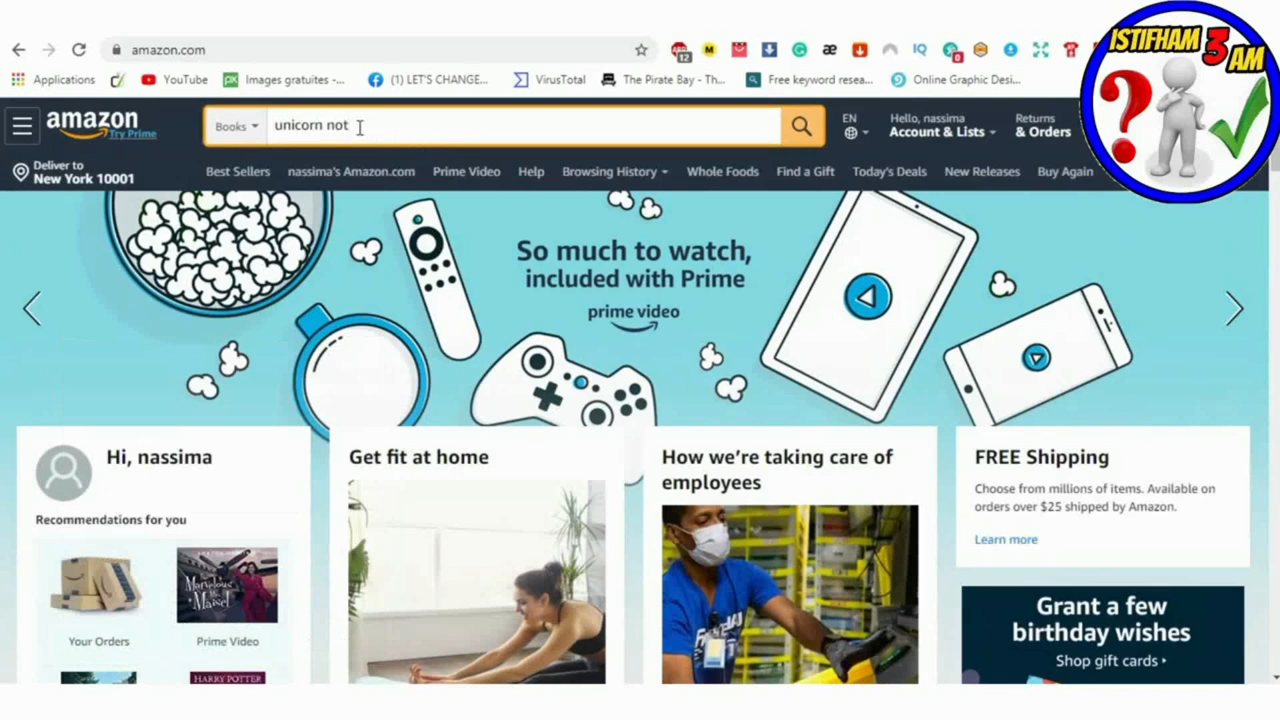 ISTIFHAM 3 AM
amazon.com
12
M
IQ
0
Applications
YouTube
Images gratuites -...
(1) LET'S CHANGE...
VirusTotal
The Pirate Bay - Th...
Free keyword resea...
Online Graphic Desi...
amazon
Try Prime
Books
unicorn not
EN
Hello, nassima
Account & Lists
Returns
& Orders
Deliver to
New York 10001
Best Sellers
nassima's Amazon.com
Prime Video
Help
Browsing History
Whole Foods
Find a Gift
Today's Deals
New Releases
Buy Again
So much to watch,
included with Prime
prime video
Hi, nassima
Recommendations for you
Your Orders
Prime Video
MARVELOUS
MRS.
MAISEL
HARRY POTTER
Get fit at home
How we're taking care of
employees
FREE Shipping
Choose from millions of items. Available on
orders over $25 shipped by Amazon.
Learn more
Grant a few
birthday wishes
Shop gift cards